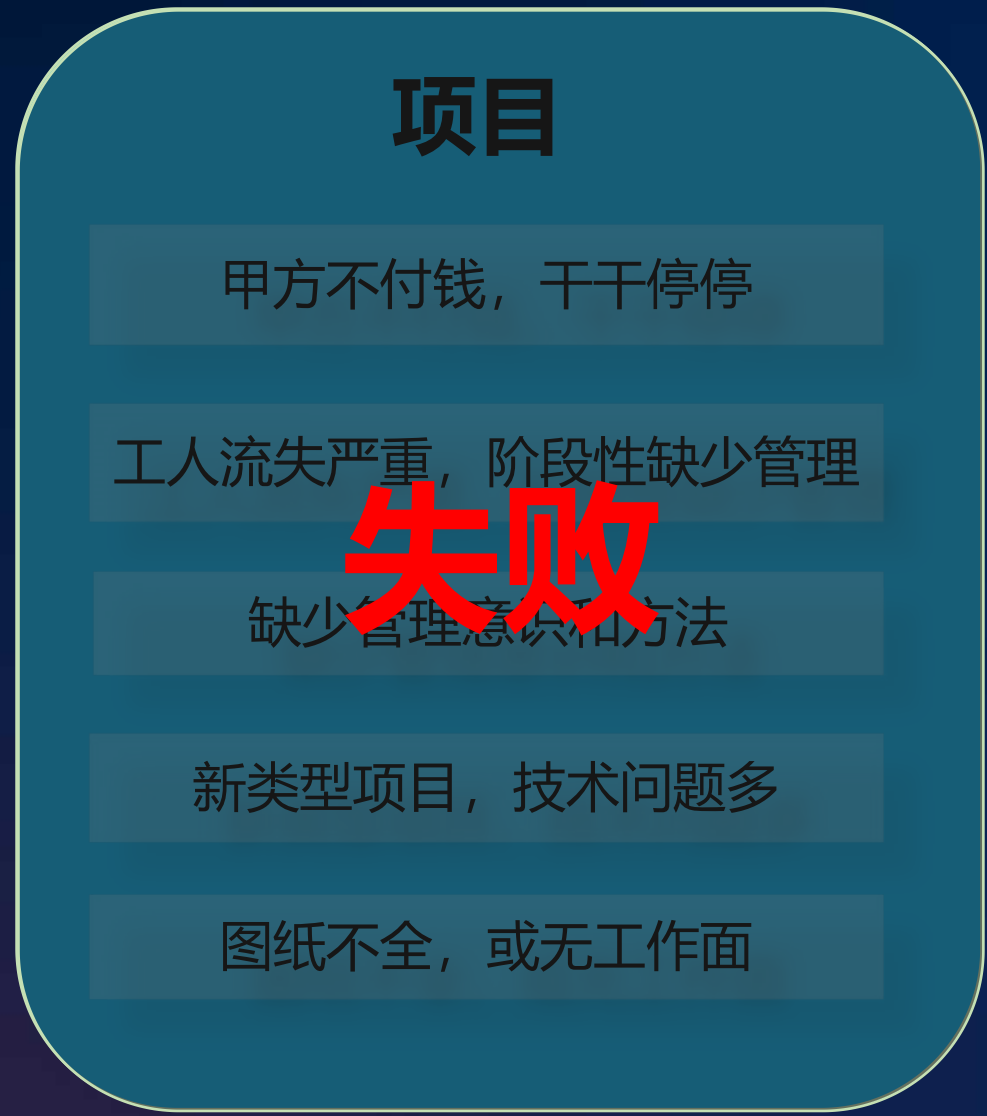 项目
甲方不付钱，干干停停
工人流失严重，阶段性缺少管理
失败
缺少管理意识和方法
新类型项目，技术问题多
图纸不全，或无工作面